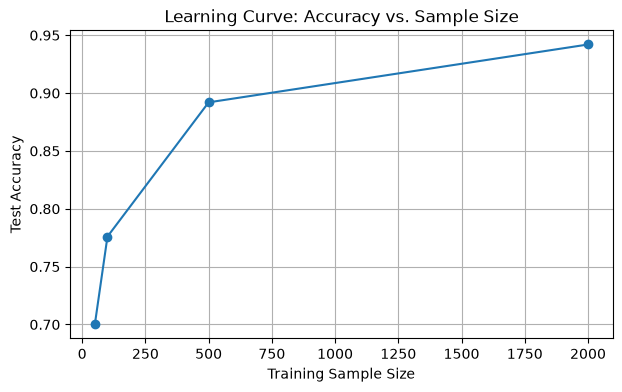 Learning Curve: Accuracy vs. Sample Size
0.95
0.90
0.85
0.80
0.75
0.70
Test Accuracy
0 250 500 750 1000 1250 1500 1750 2000
Training Sample Size